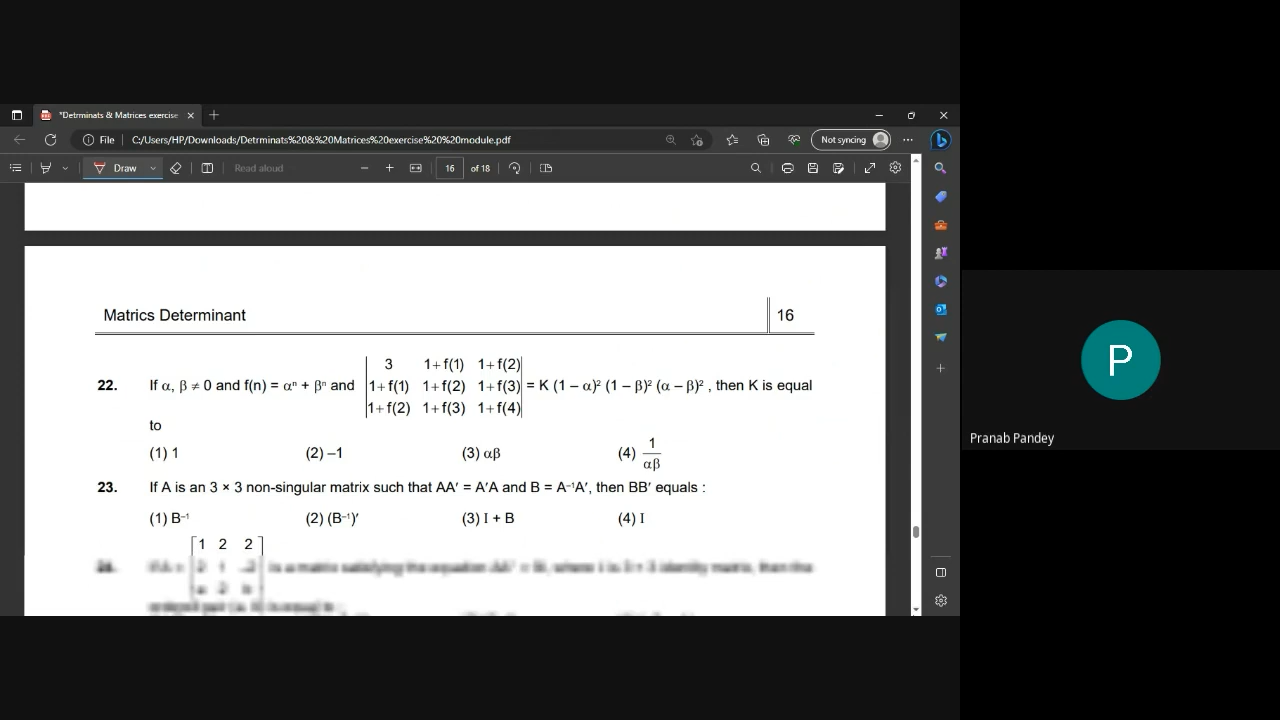 *Detrminats & Matrices exercise
File
C:/Users/HP/Downloads/Detrminats%20&%20Matrices%20exercise%20%20module.pdf
Not syncing
Draw
Read aloud
16 of 18
Matrics Determinant 16
22. If α, β ≠ 0 and f(n) = αⁿ + βⁿ and | 3 1+f(1) 1+f(2) |
| 1+f(1) 1+f(2) 1+f(3) | = K (1 – α)² (1 – β)² (α – β)² , then K is equal
| 1+f(2) 1+f(3) 1+f(4) |
to
(1) 1 (2) –1 (3) αβ (4) 1/αβ
23. If A is an 3 × 3 non-singular matrix such that AA′ = A′A and B = A⁻¹A′, then BB′ equals :
(1) B⁻¹ (2) (B⁻¹)′ (3) I + B (4) I
1 2 2
P
Pranab Pandey